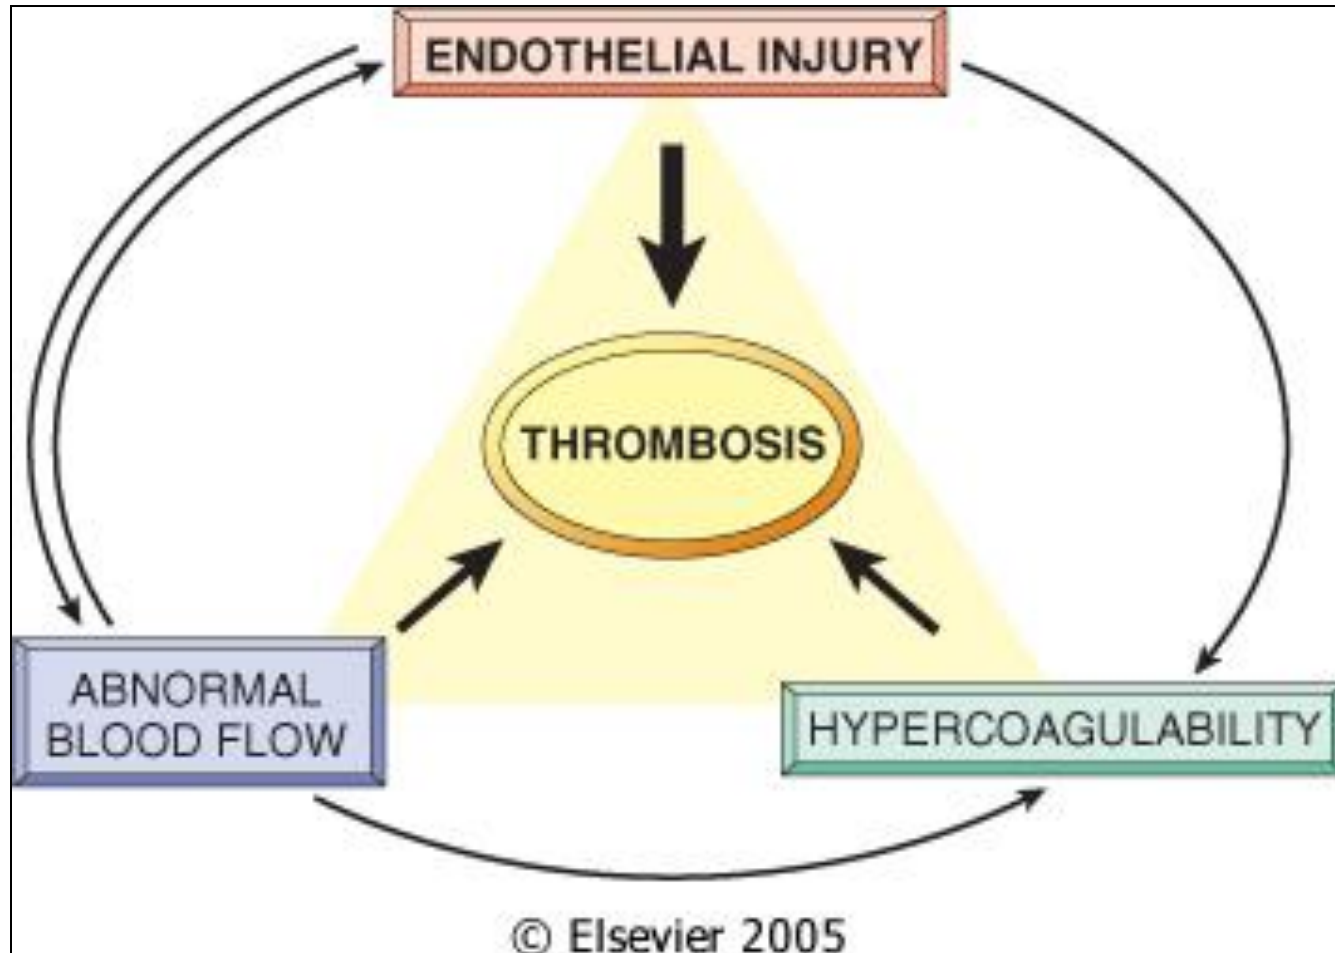 ENDOTHELIAL INJURY
THROMBOSIS
ABNORMAL
BLOOD FLOW
HYPERCOAGULABILITY
© Elsevier 2005